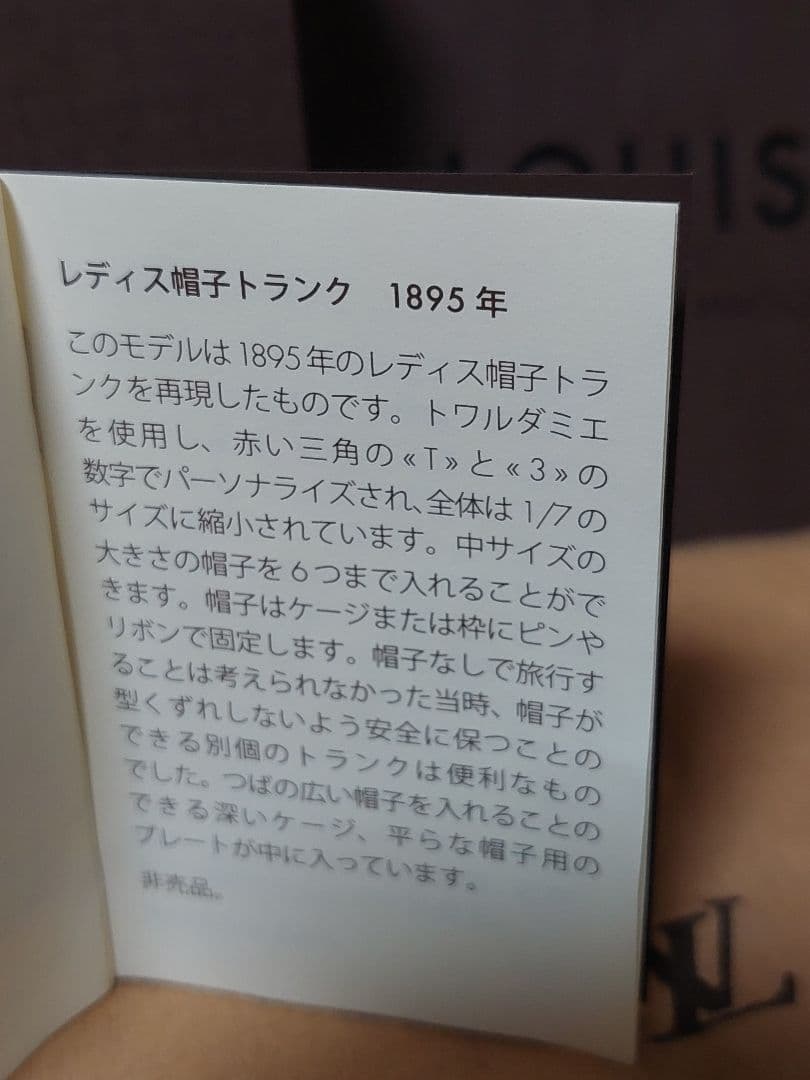 LOUIS
レディス帽子トランク 1895年
このモデルは1895年のレディス帽子トラ
ンクを再現したものです。トワルダミエ
を使用し、赤い三角の«T»と«3»の
数字でパーソナライズされ、全体は1/7の
サイズに縮小されています。中サイズの
大きさの帽子を6つまで入れることがで
きます。帽子はケージまたは枠にピンや
リボンで固定します。帽子なしで旅行す
ることは考えられなかった当時、帽子が
型くずれしないよう安全に保つことの
できる別個のトランクは便利なもの
でした。つばの広い帽子を入れることの
できる深いケージ、平らな帽子用の
プレートが中に入っています。
非売品。